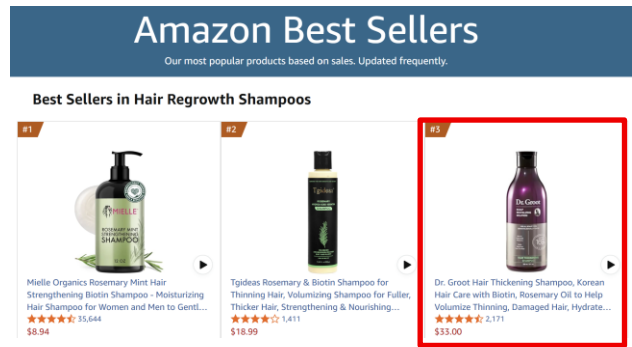 Amazon Best Sellers
Our most popular products based on sales. Updated frequently.
Best Sellers in Hair Regrowth Shampoos
#1
#2
#3
MIELLE
ROSEMARY MINT
STRENGTHENING
SHAMPOO
Tgideas
Dr. Groot
Mielle Organics Rosemary Mint Hair
Strengthening Biotin Shampoo - Moisturizing
Hair Shampoo for Women and Men to Gentl...
35,644
$8.94
Tgideas Rosemary & Biotin Shampoo for
Thinning Hair, Volumizing Shampoo for Fuller,
Thicker Hair, Strengthening & Nourishing...
1,411
$18.99
Dr. Groot Hair Thickening Shampoo, Korean
Hair Care with Biotin, Rosemary Oil to Help
Volumize Thinning, Damaged Hair, Hydrate...
2,171
$33.00